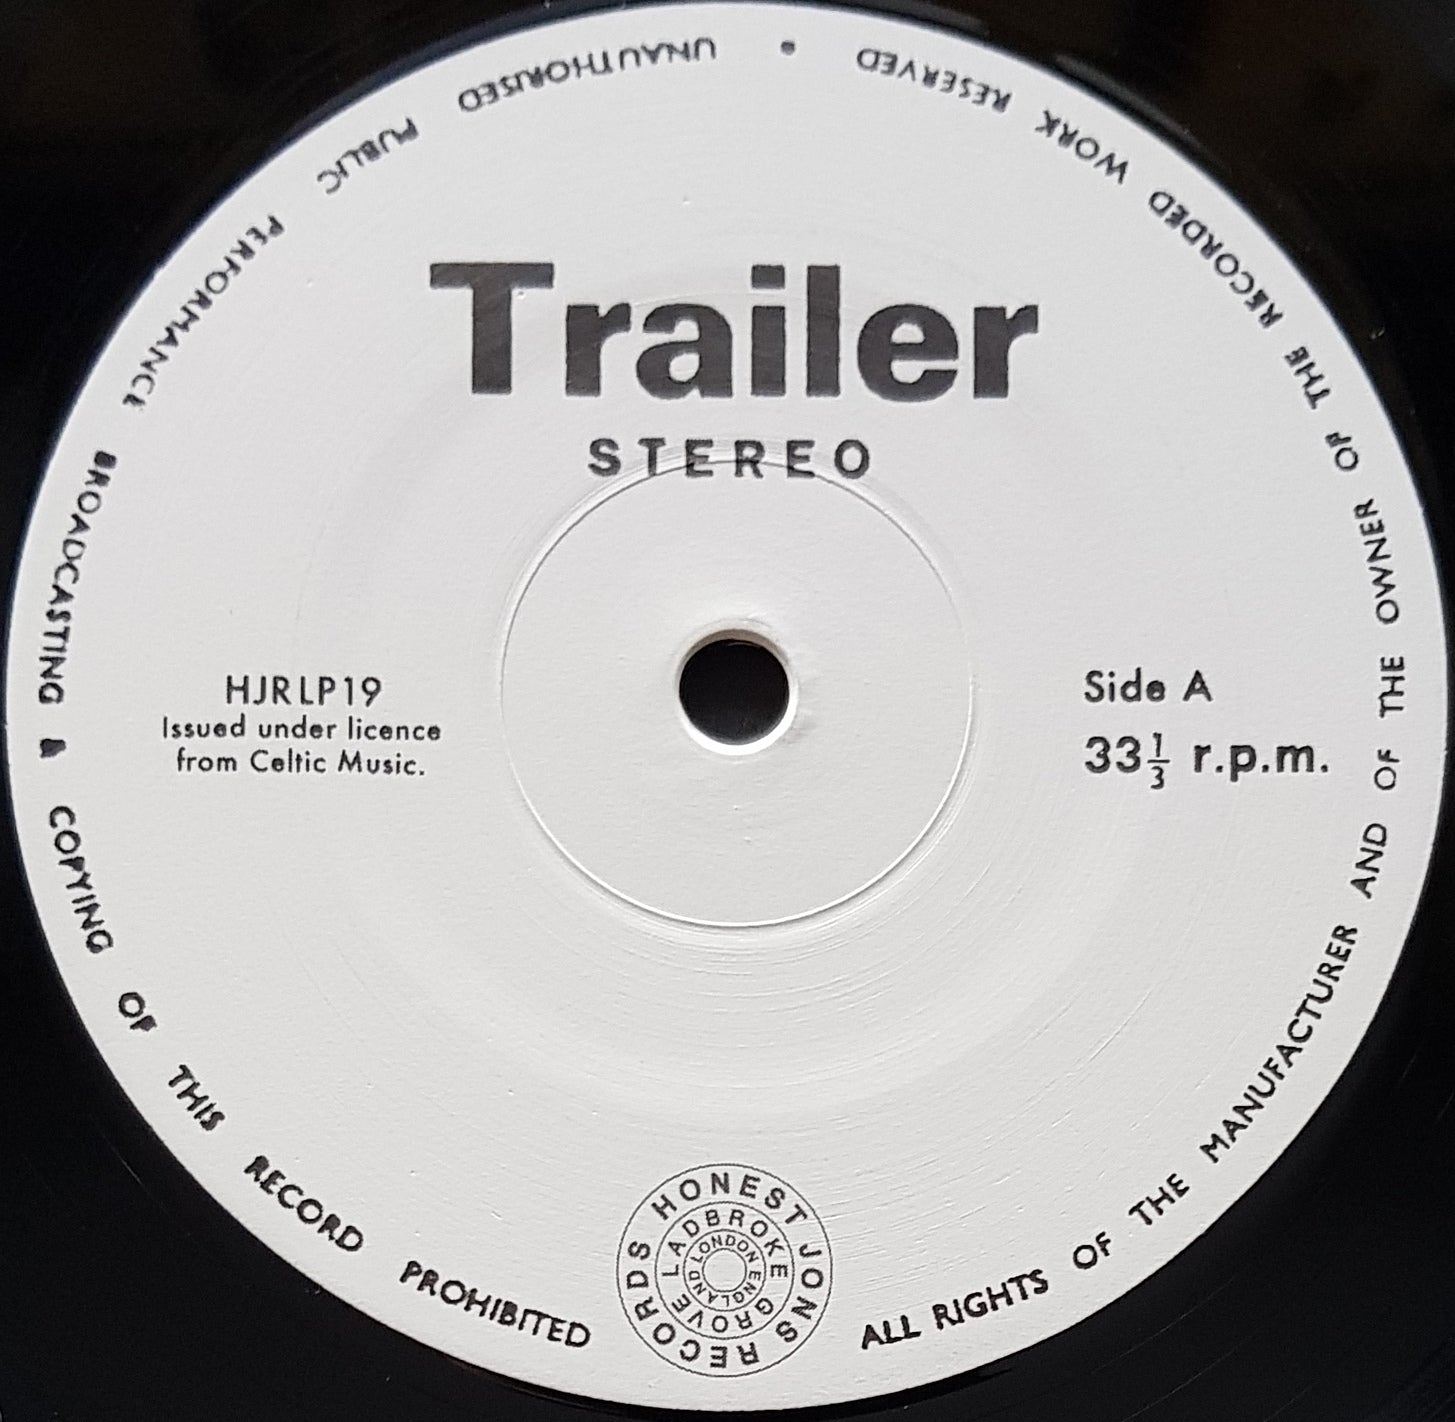 Trailer
STEREO
HJRLP19
Issued under licence
from Celtic Music.
Side A
33⅓ r.p.m.
ALL RIGHTS OF THE MANUFACTURER AND OF THE OWNER OF THE RECORDED WORK RESERVED • UNAUTHORISED PUBLIC PERFORMANCE BROADCASTING & COPYING OF THIS RECORD PROHIBITED
HONEST JONS RECORDS
LADBROKE GROVE
LONDON ENGLAND